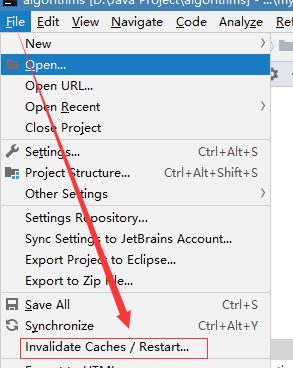 algorithms [D:\Java Project\algorithms] - ...\my
File Edit View Navigate Code Analyze Ref
New
Open...
Open URL...
Open Recent
Close Project
Settings... Ctrl+Alt+S
Project Structure... Ctrl+Alt+Shift+S
Other Settings
Settings Repository...
Sync Settings to JetBrains Account...
Export Project to Eclipse...
Export to Zip File...
Save All Ctrl+S
Synchronize Ctrl+Alt+Y
Invalidate Caches / Restart...